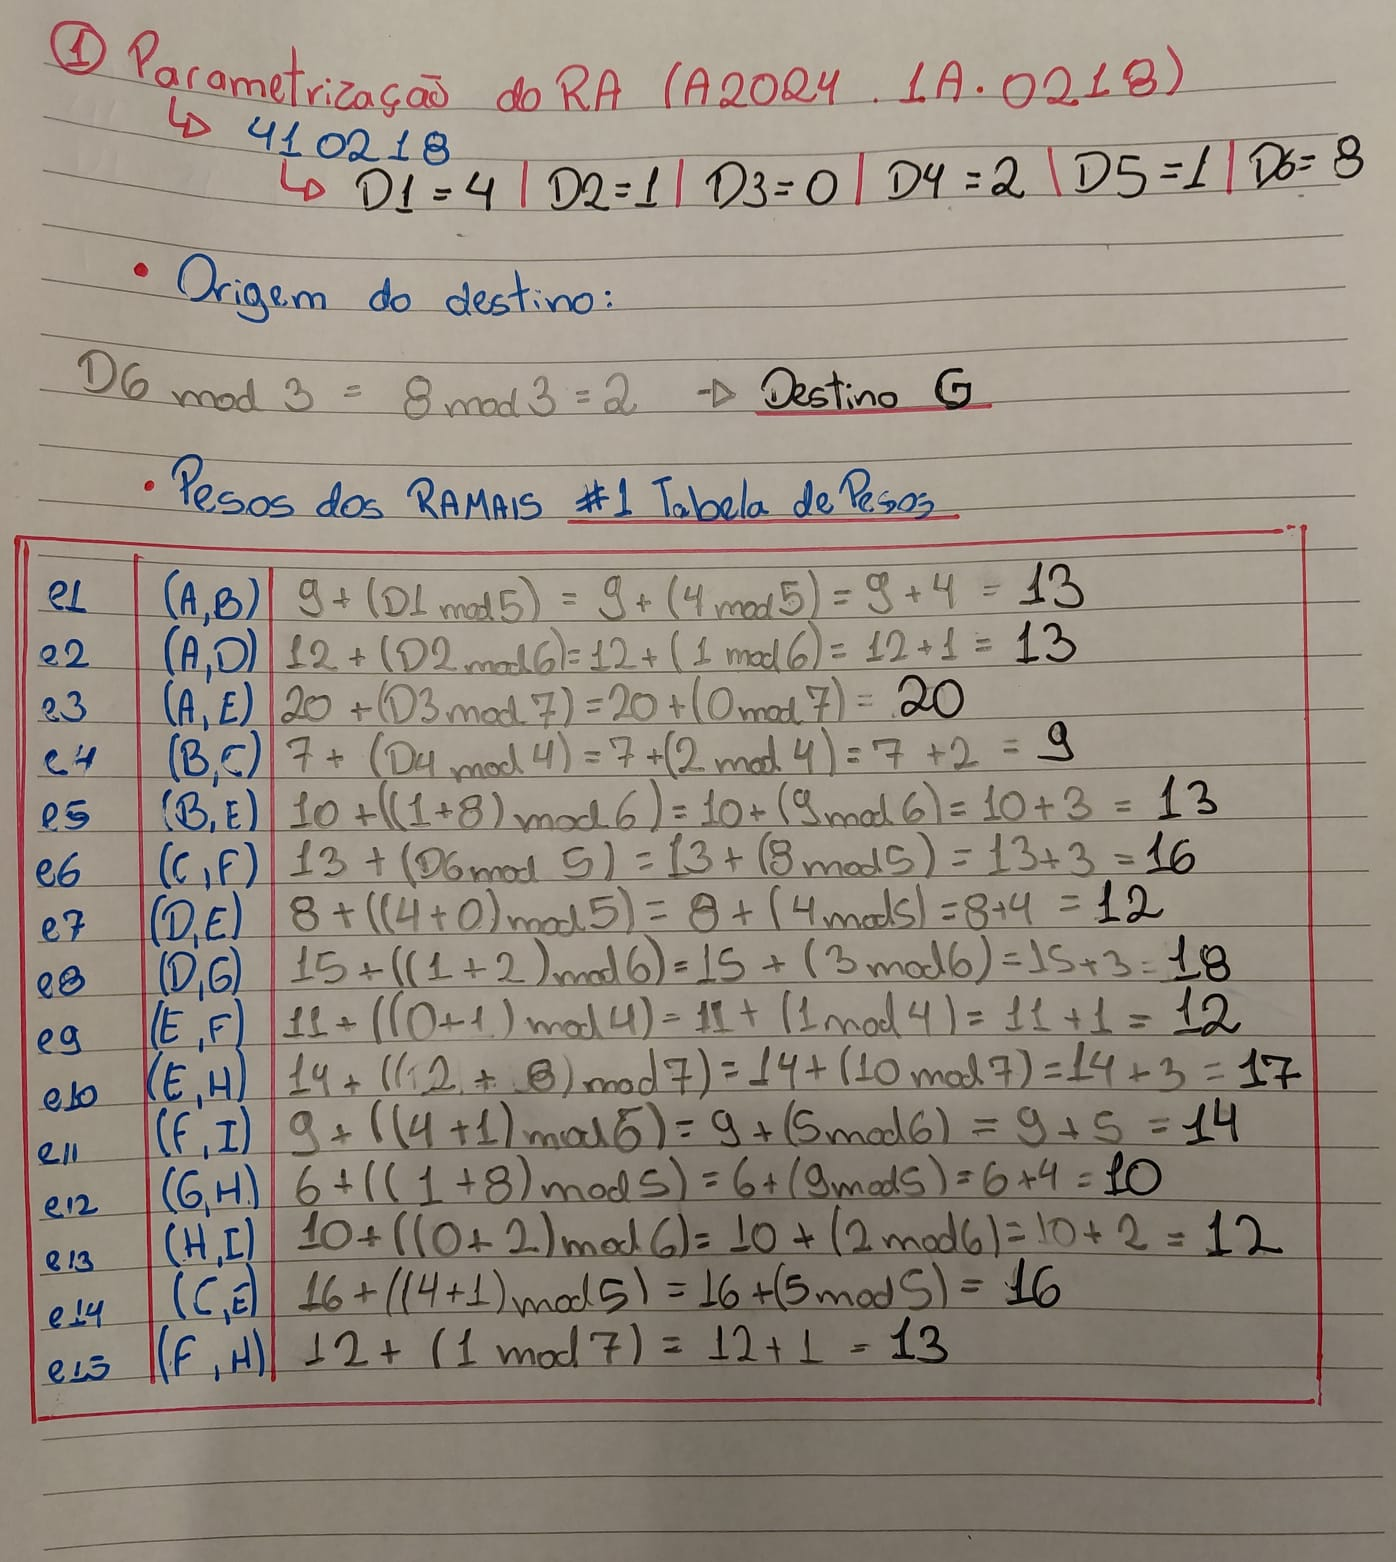 ① Parametrização do RA (A2024.1A.0218)
↳ 410218
↳ D1=4 | D2=1 | D3=0 | D4=2 | D5=1 | D6=8
• Origem do destino:
D6 mod 3 = 8 mod 3 = 2 → Destino G
• Pesos dos RAMAIS #1 Tabela de Pesos
e1 (A,B) 9+(D1 mod 5) = 9+(4 mod 5) = 9+4 = 13
e2 (A,D) 12+(D2 mod 6) = 12+(1 mod 6) = 12+1 = 13
e3 (A,E) 20+(D3 mod 7) = 20+(0 mod 7) = 20
e4 (B,C) 7+(D4 mod 4) = 7+(2 mod 4) = 7+2 = 9
e5 (B,E) 10+((1+8) mod 6) = 10+(9 mod 6) = 10+3 = 13
e6 (C,F) 13+(D6 mod 5) = 13+(8 mod 5) = 13+3 = 16
e7 (D,E) 8+((4+0) mod 5) = 8+(4 mod 5) = 8+4 = 12
e8 (D,G) 15+((1+2) mod 6) = 15+(3 mod 6) = 15+3 = 18
e9 (E,F) 11+((0+1) mod 4) = 11+(1 mod 4) = 11+1 = 12
e10 (E,H) 14+((2+8) mod 7) = 14+(10 mod 7) = 14+3 = 17
e11 (F,I) 9+((4+1) mod 6) = 9+(5 mod 6) = 9+5 = 14
e12 (G,H) 6+((1+8) mod 5) = 6+(9 mod 5) = 6+4 = 10
e13 (H,I) 10+((0+2) mod 6) = 10+(2 mod 6) = 10+2 = 12
e14 (C,E) 16+((4+1) mod 5) = 16+(5 mod 5) = 16
e15 (F,H) 12+(1 mod 7) = 12+1 = 13